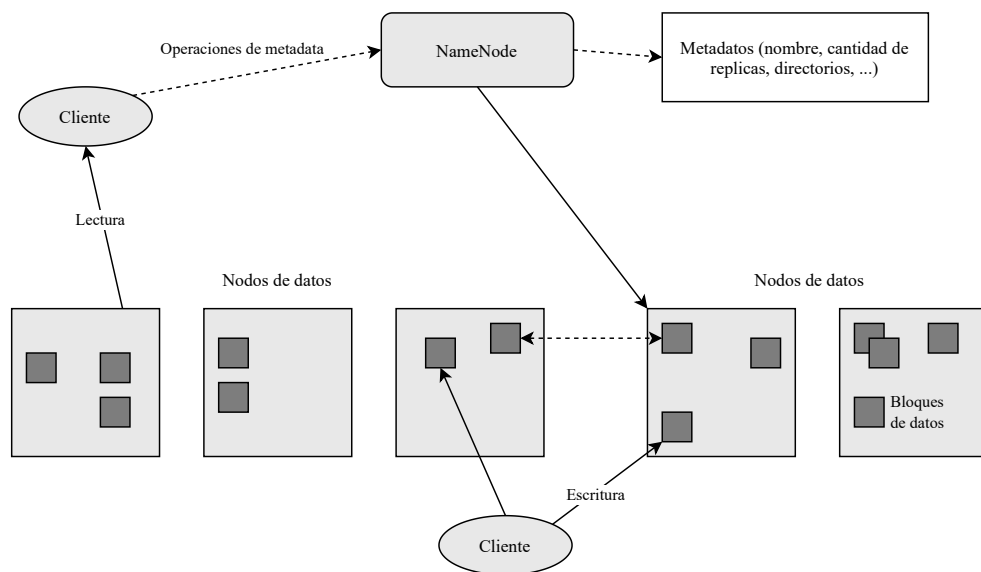 Operaciones de metadata
NameNode
Metadatos (nombre, cantidad de
replicas, directorios, ...)
Cliente
Lectura
Nodos de datos
Nodos de datos
Bloques
de datos
Escritura
Cliente